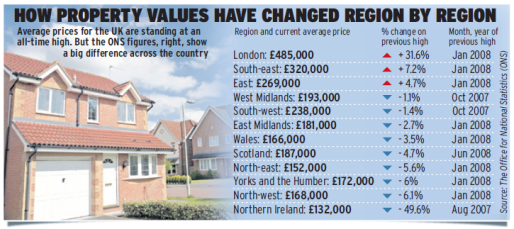 HOW PROPERTY VALUES HAVE CHANGED REGION BY REGION
Average prices for the UK are standing at an
all-time high. But the ONS figures, right, show
a big difference across the country
Region and current average price
% change on
previous high
Month, year of
previous high
London: £485,000 +31.6% Jan 2008
South-east: £320,000 +7.2% Jan 2008
East: £269,000 +4.7% Jan 2008
West Midlands: £193,000 -1.1% Oct 2007
South-west: £238,000 -1.4% Oct 2007
East Midlands: £181,000 -2.7% Jan 2008
Wales: £166,000 -3.5% Jan 2008
Scotland: £187,000 -4.7% Jun 2008
North-east: £152,000 -5.6% Jan 2008
Yorks and the Humber: £172,000 -6% Jan 2008
North-west: £168,000 -6.1% Jan 2008
Northern Ireland: £132,000 -49.6% Aug 2007
Source: The Office for National Statistics (ONS)